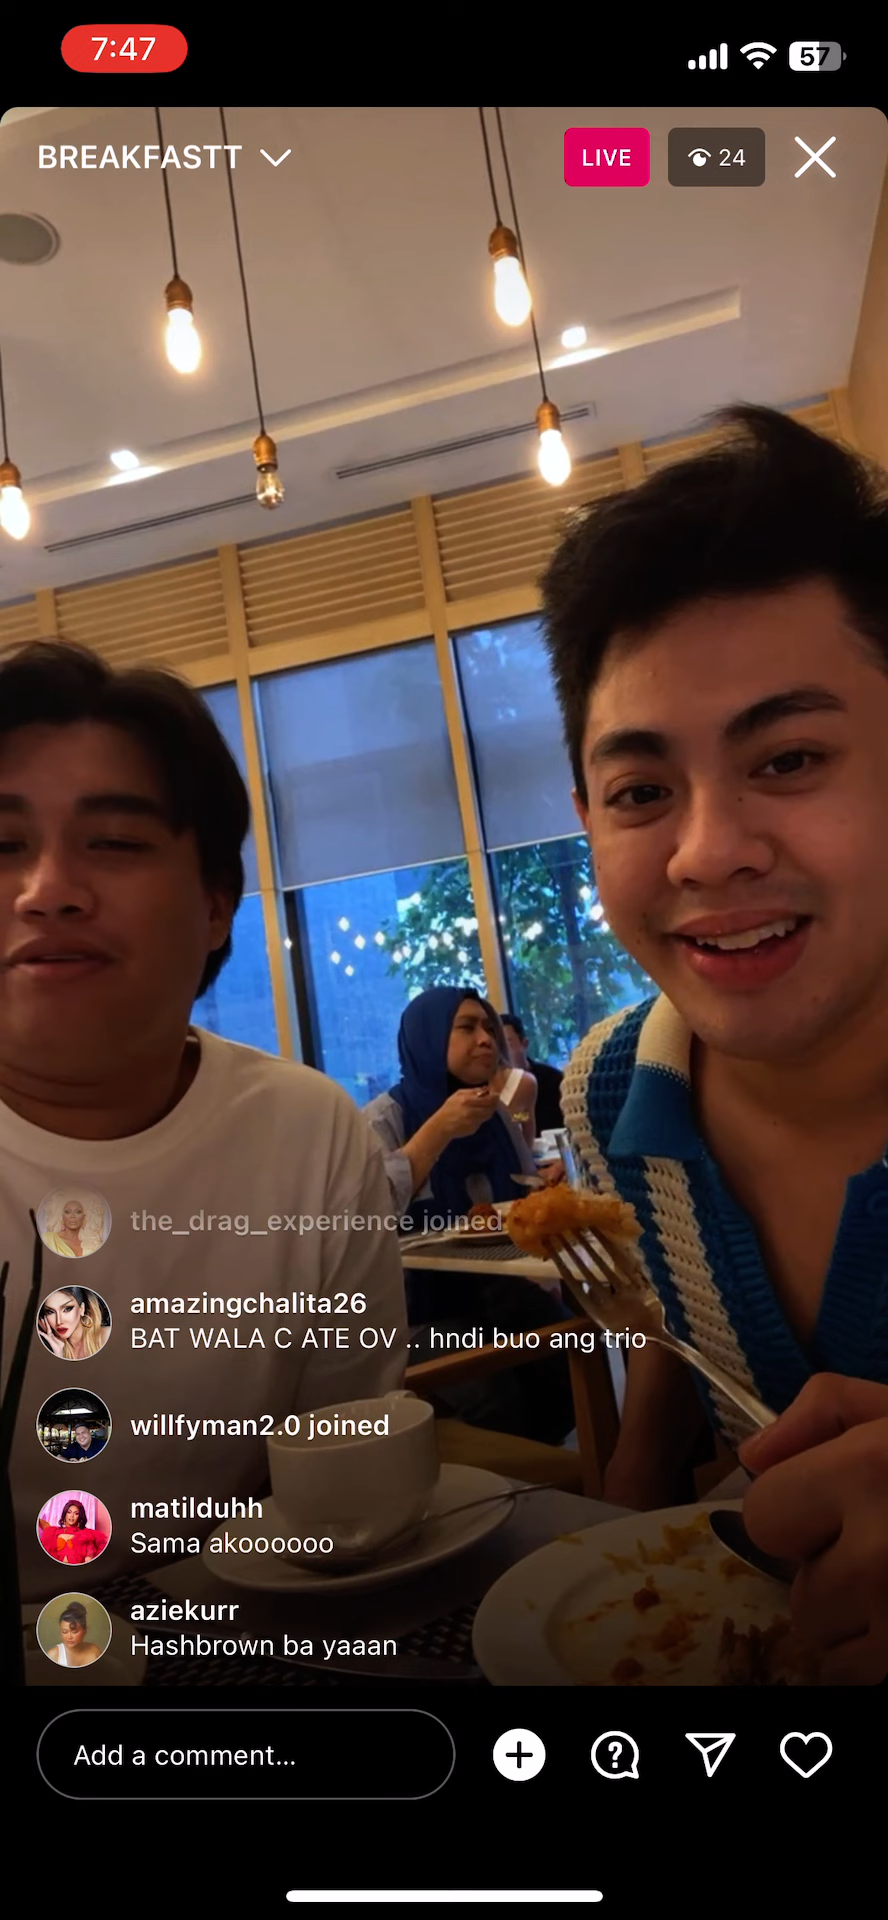 7:47
57
BREAKFASTT
LIVE
24
the_drag_experience joined
amazingchalita26
BAT WALA C ATE OV .. hndi buo ang trio
willfyman2.0 joined
matilduhh
Sama akoooooo
aziekurr
Hashbrown ba yaaan
Add a comment...